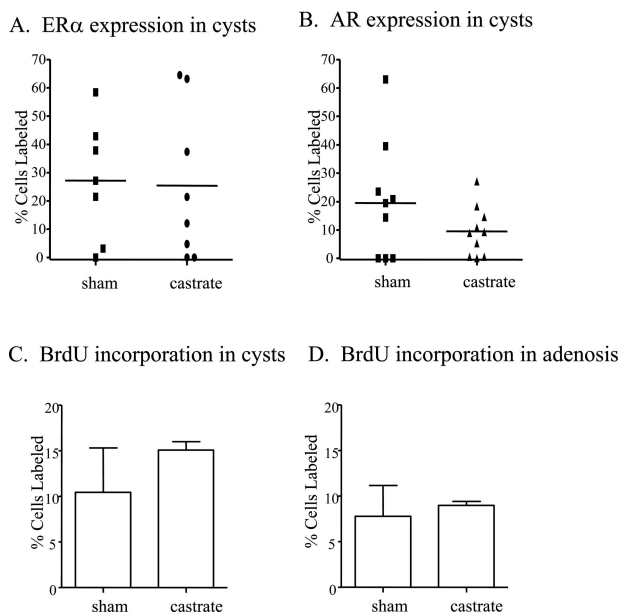 A. ERα expression in cysts
% Cells Labeled
70
60
50
40
30
20
10
0
sham castrate
B. AR expression in cysts
% Cells Labeled
70
60
50
40
30
20
10
0
sham castrate
C. BrdU incorporation in cysts
% Cells Labeled
20
15
10
5
0
sham castrate
D. BrdU incorporation in adenosis
% Cells Labeled
20
15
10
5
0
sham castrate